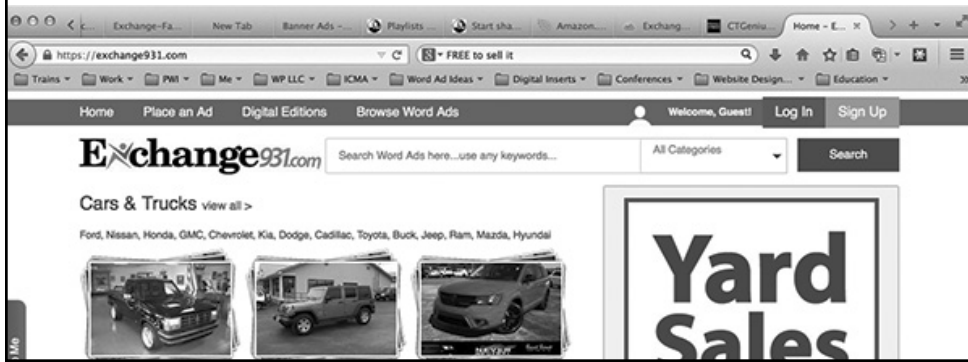 k... Exchange-Fa... New Tab Banner Ads -... Playlists ... Start sha... Amazon... Exchang... CTGeniu... Home - E...
https://exchange931.com FREE to sell it
Trains Work PWI Me WP LLC ICMA Word Ad Ideas Digital Inserts Conferences Website Design... Education
Home Place an Ad Digital Editions Browse Word Ads Welcome, Guest! Log In Sign Up
Exchange931.com Search Word Ads here...use any keywords... All Categories Search
Cars & Trucks view all >
Ford, Nissan, Honda, GMC, Chevrolet, Kia, Dodge, Cadillac, Toyota, Buck, Jeep, Ram, Mazda, Hyundai
Yard
Sales
Me